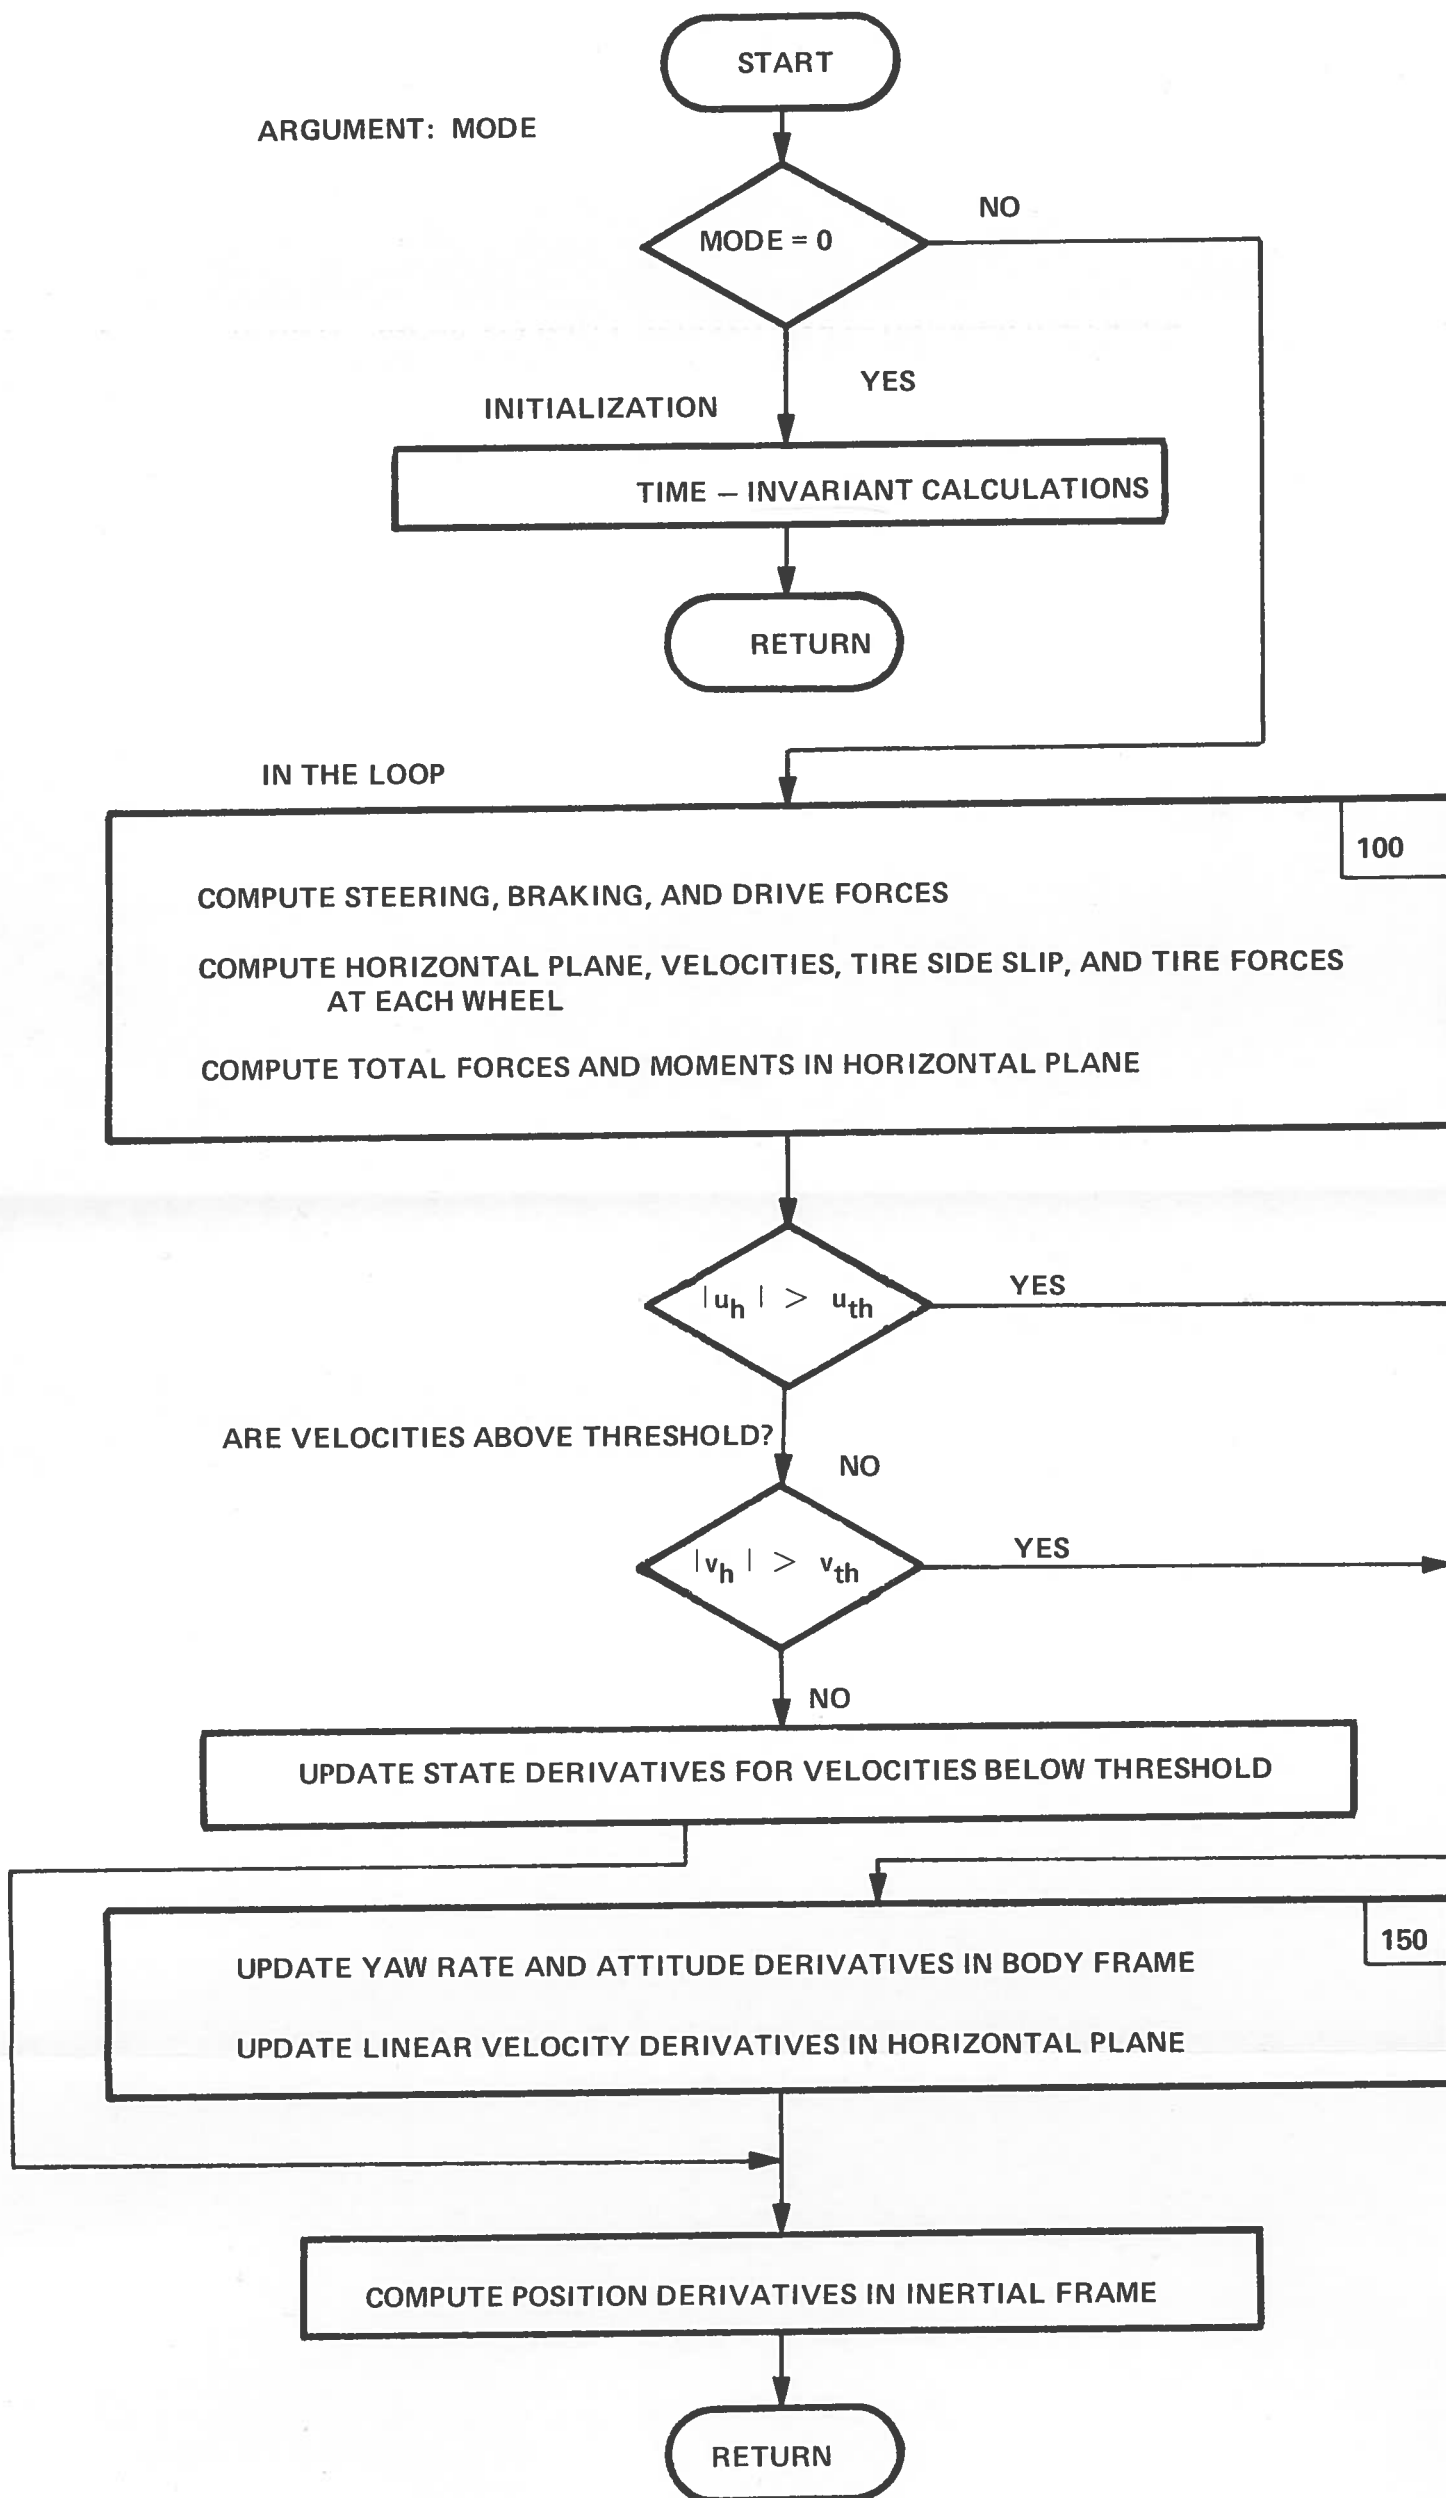 START
ARGUMENT: MODE
NO
MODE = 0
YES
INITIALIZATION
TIME – INVARIANT CALCULATIONS
RETURN
IN THE LOOP
100
COMPUTE STEERING, BRAKING, AND DRIVE FORCES
COMPUTE HORIZONTAL PLANE, VELOCITIES, TIRE SIDE SLIP, AND TIRE FORCES
AT EACH WHEEL
COMPUTE TOTAL FORCES AND MOMENTS IN HORIZONTAL PLANE
|u_h| > u_th
YES
ARE VELOCITIES ABOVE THRESHOLD?
NO
|v_h| > v_th
YES
NO
UPDATE STATE DERIVATIVES FOR VELOCITIES BELOW THRESHOLD
150
UPDATE YAW RATE AND ATTITUDE DERIVATIVES IN BODY FRAME
UPDATE LINEAR VELOCITY DERIVATIVES IN HORIZONTAL PLANE
COMPUTE POSITION DERIVATIVES IN INERTIAL FRAME
RETURN